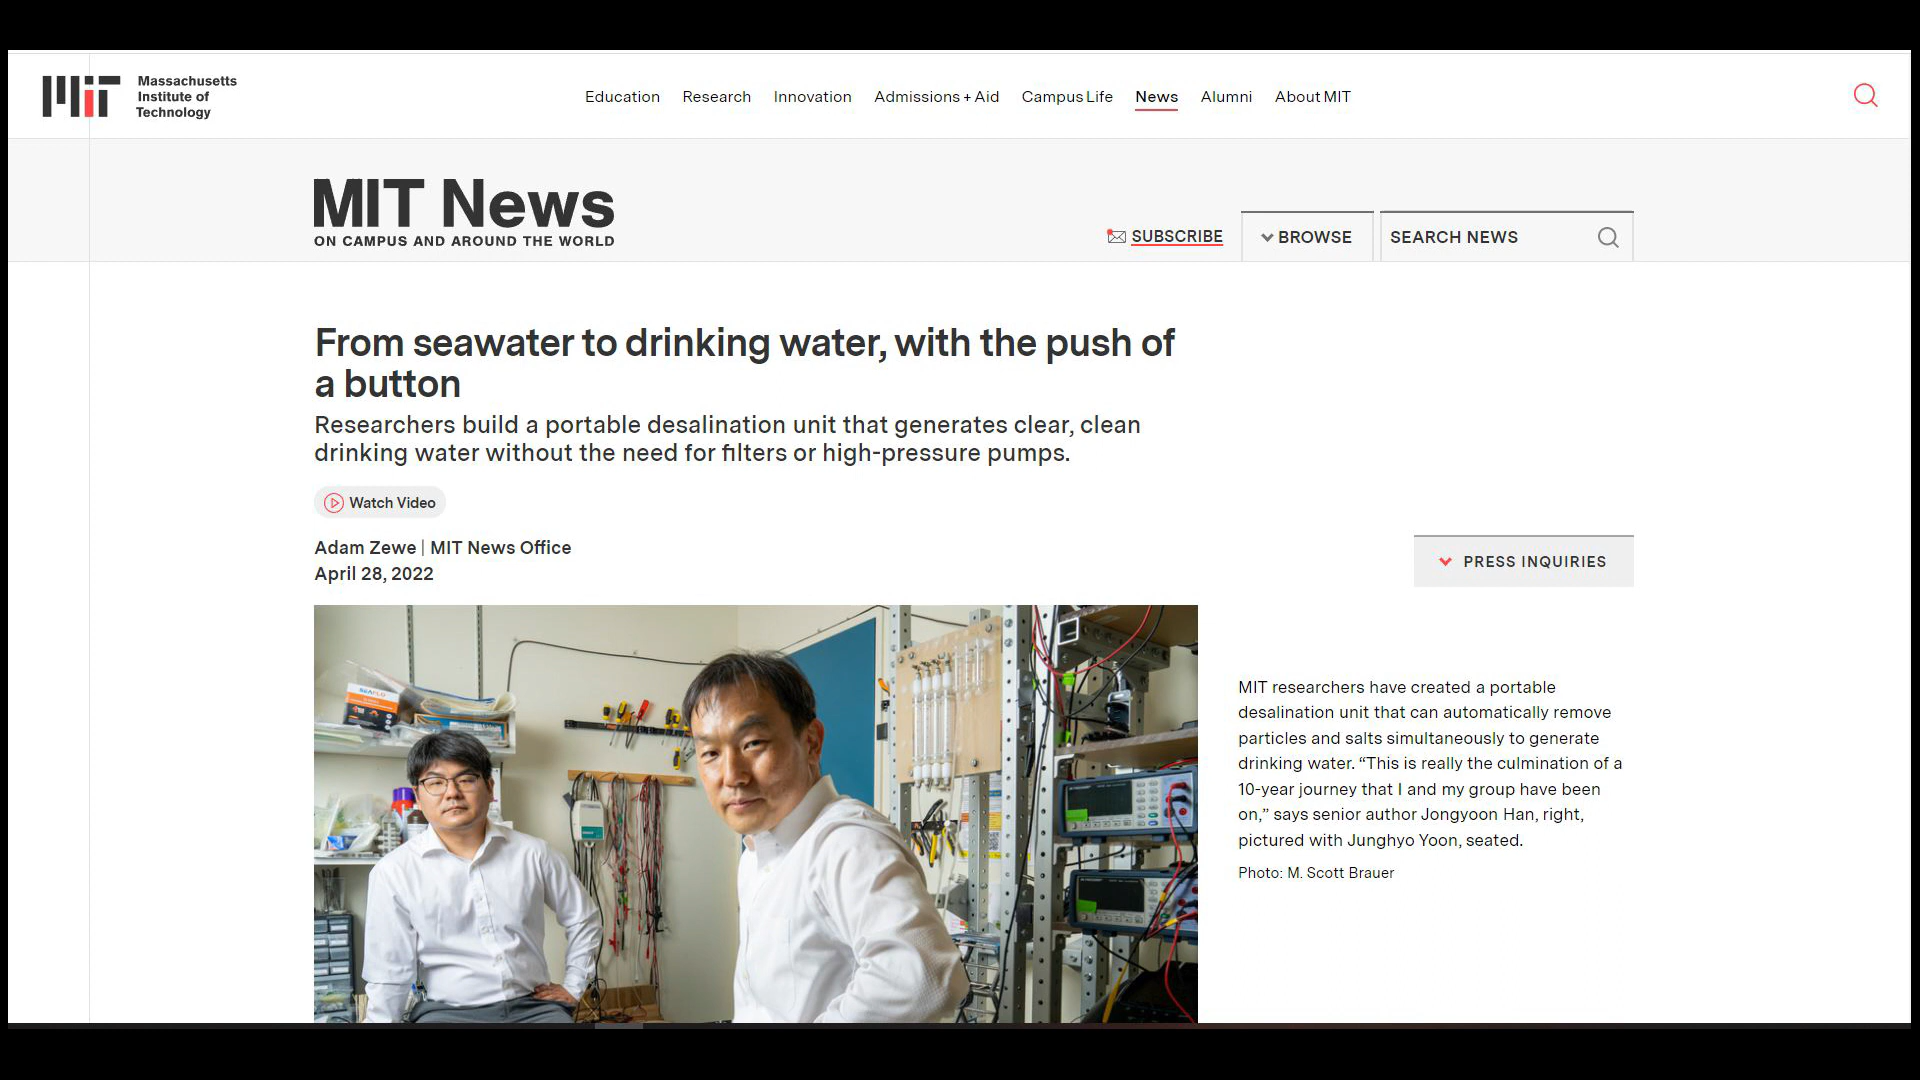 Massachusetts
Institute of
Technology
Education Research Innovation Admissions + Aid Campus Life News Alumni About MIT
MIT News
ON CAMPUS AND AROUND THE WORLD
SUBSCRIBE
BROWSE
SEARCH NEWS
From seawater to drinking water, with the push of
a button
Researchers build a portable desalination unit that generates clear, clean
drinking water without the need for filters or high-pressure pumps.
Watch Video
Adam Zewe | MIT News Office
April 28, 2022
PRESS INQUIRIES
SEAFLO
MIT researchers have created a portable
desalination unit that can automatically remove
particles and salts simultaneously to generate
drinking water. “This is really the culmination of a
10-year journey that I and my group have been
on,” says senior author Jongyoon Han, right,
pictured with Junghyo Yoon, seated.
Photo: M. Scott Brauer